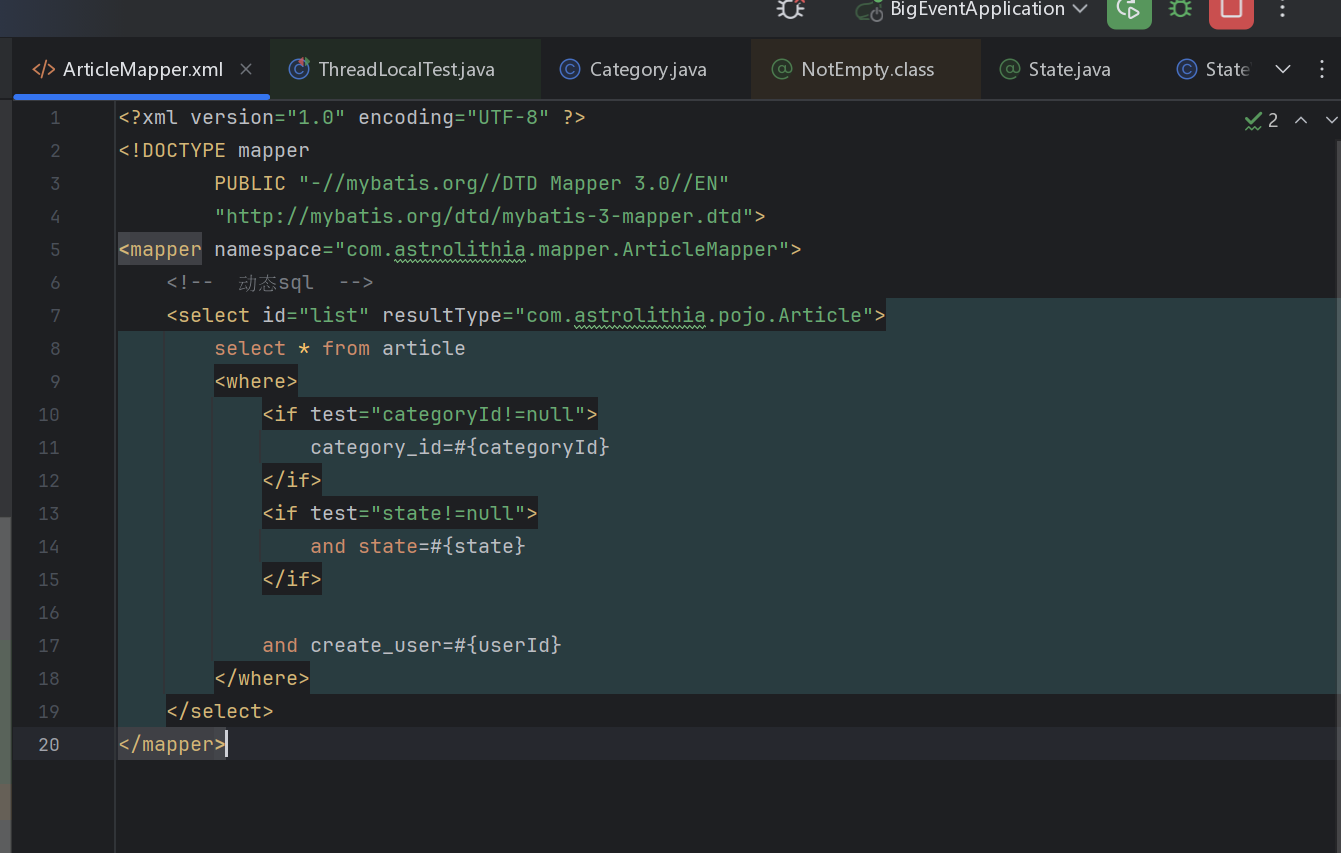 BigEventApplication
ArticleMapper.xml ThreadLocalTest.java Category.java NotEmpty.class State.java State
2
1 <?xml version="1.0" encoding="UTF-8" ?>
2 <!DOCTYPE mapper
3 PUBLIC "-//mybatis.org//DTD Mapper 3.0//EN"
4 "http://mybatis.org/dtd/mybatis-3-mapper.dtd">
5 <mapper namespace="com.astrolithia.mapper.ArticleMapper">
6 <!-- 动态sql -->
7 <select id="list" resultType="com.astrolithia.pojo.Article">
8 select * from article
9 <where>
10 <if test="categoryId!=null">
11 category_id=#{categoryId}
12 </if>
13 <if test="state!=null">
14 and state=#{state}
15 </if>
16
17 and create_user=#{userId}
18 </where>
19 </select>
20 </mapper>